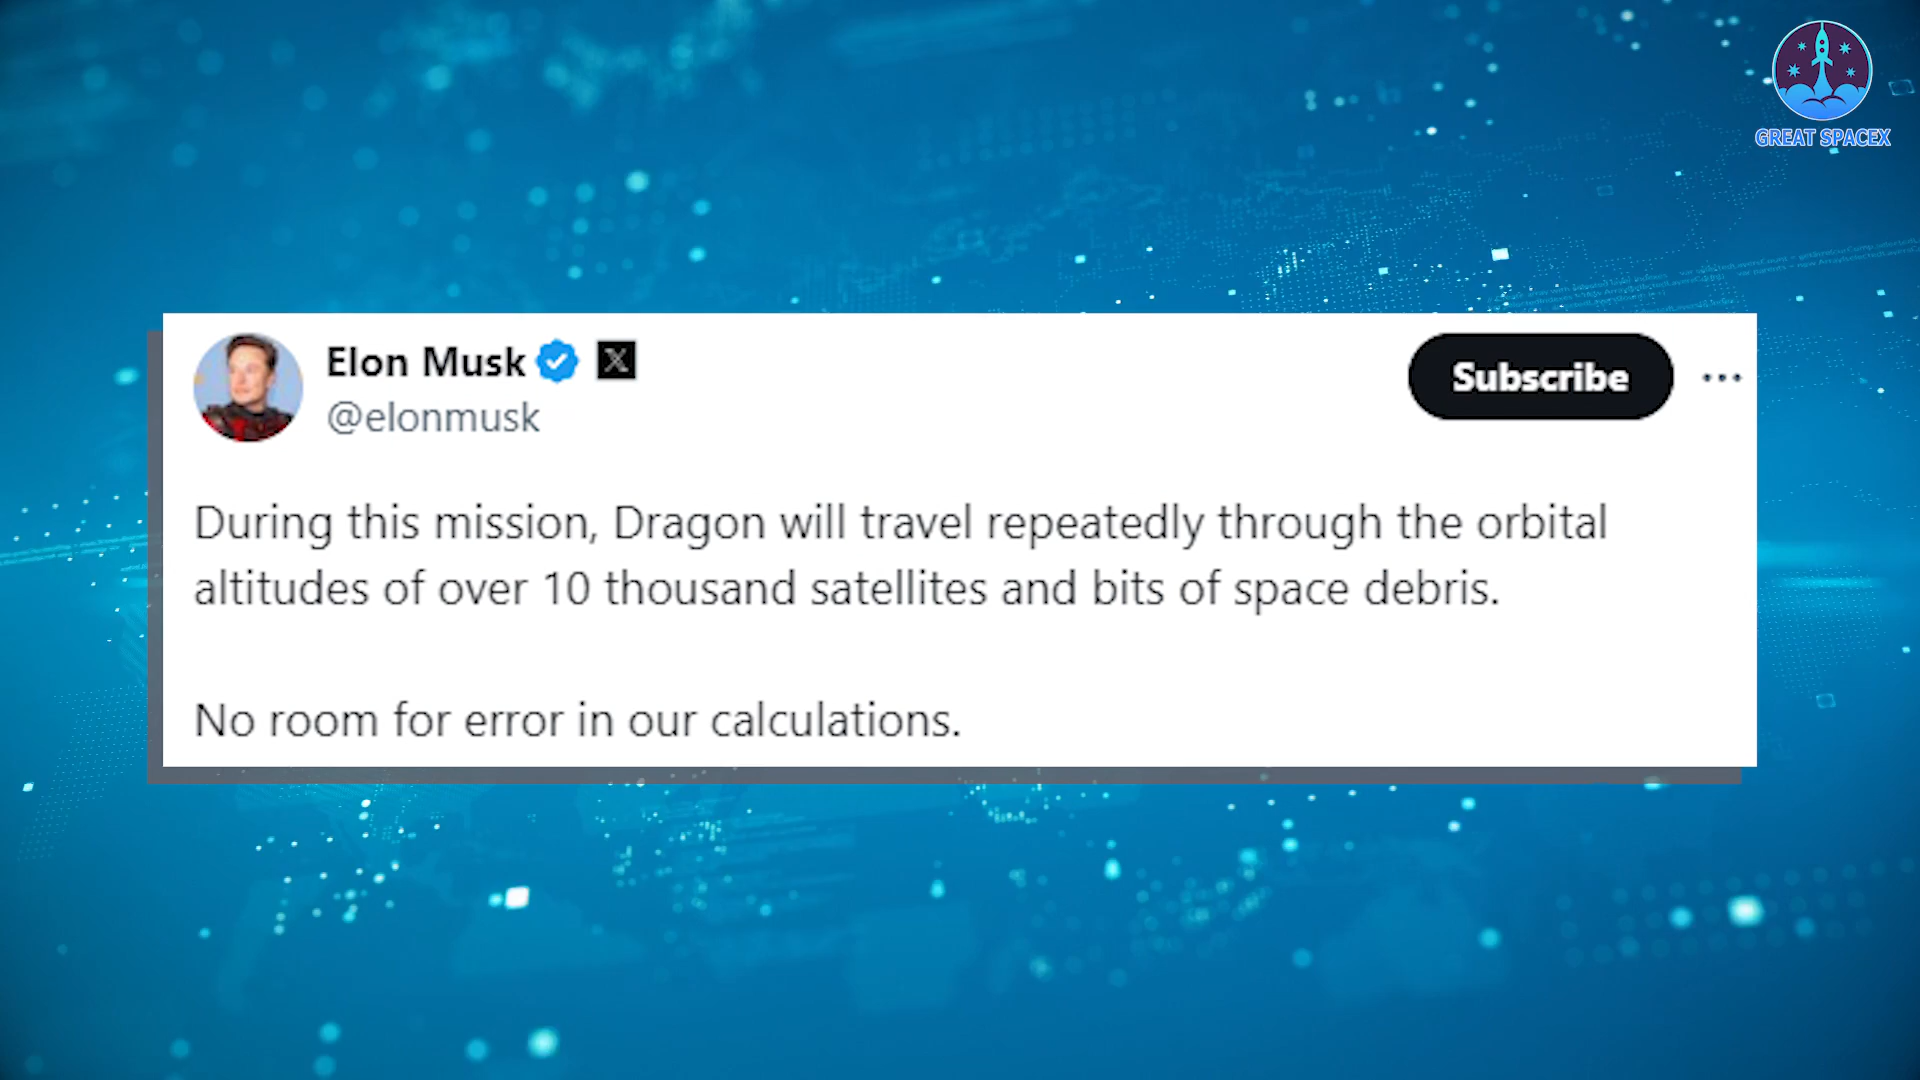 GREAT SPACEX
Elon Musk
@elonmusk
Subscribe
During this mission, Dragon will travel repeatedly through the orbital
altitudes of over 10 thousand satellites and bits of space debris.
No room for error in our calculations.